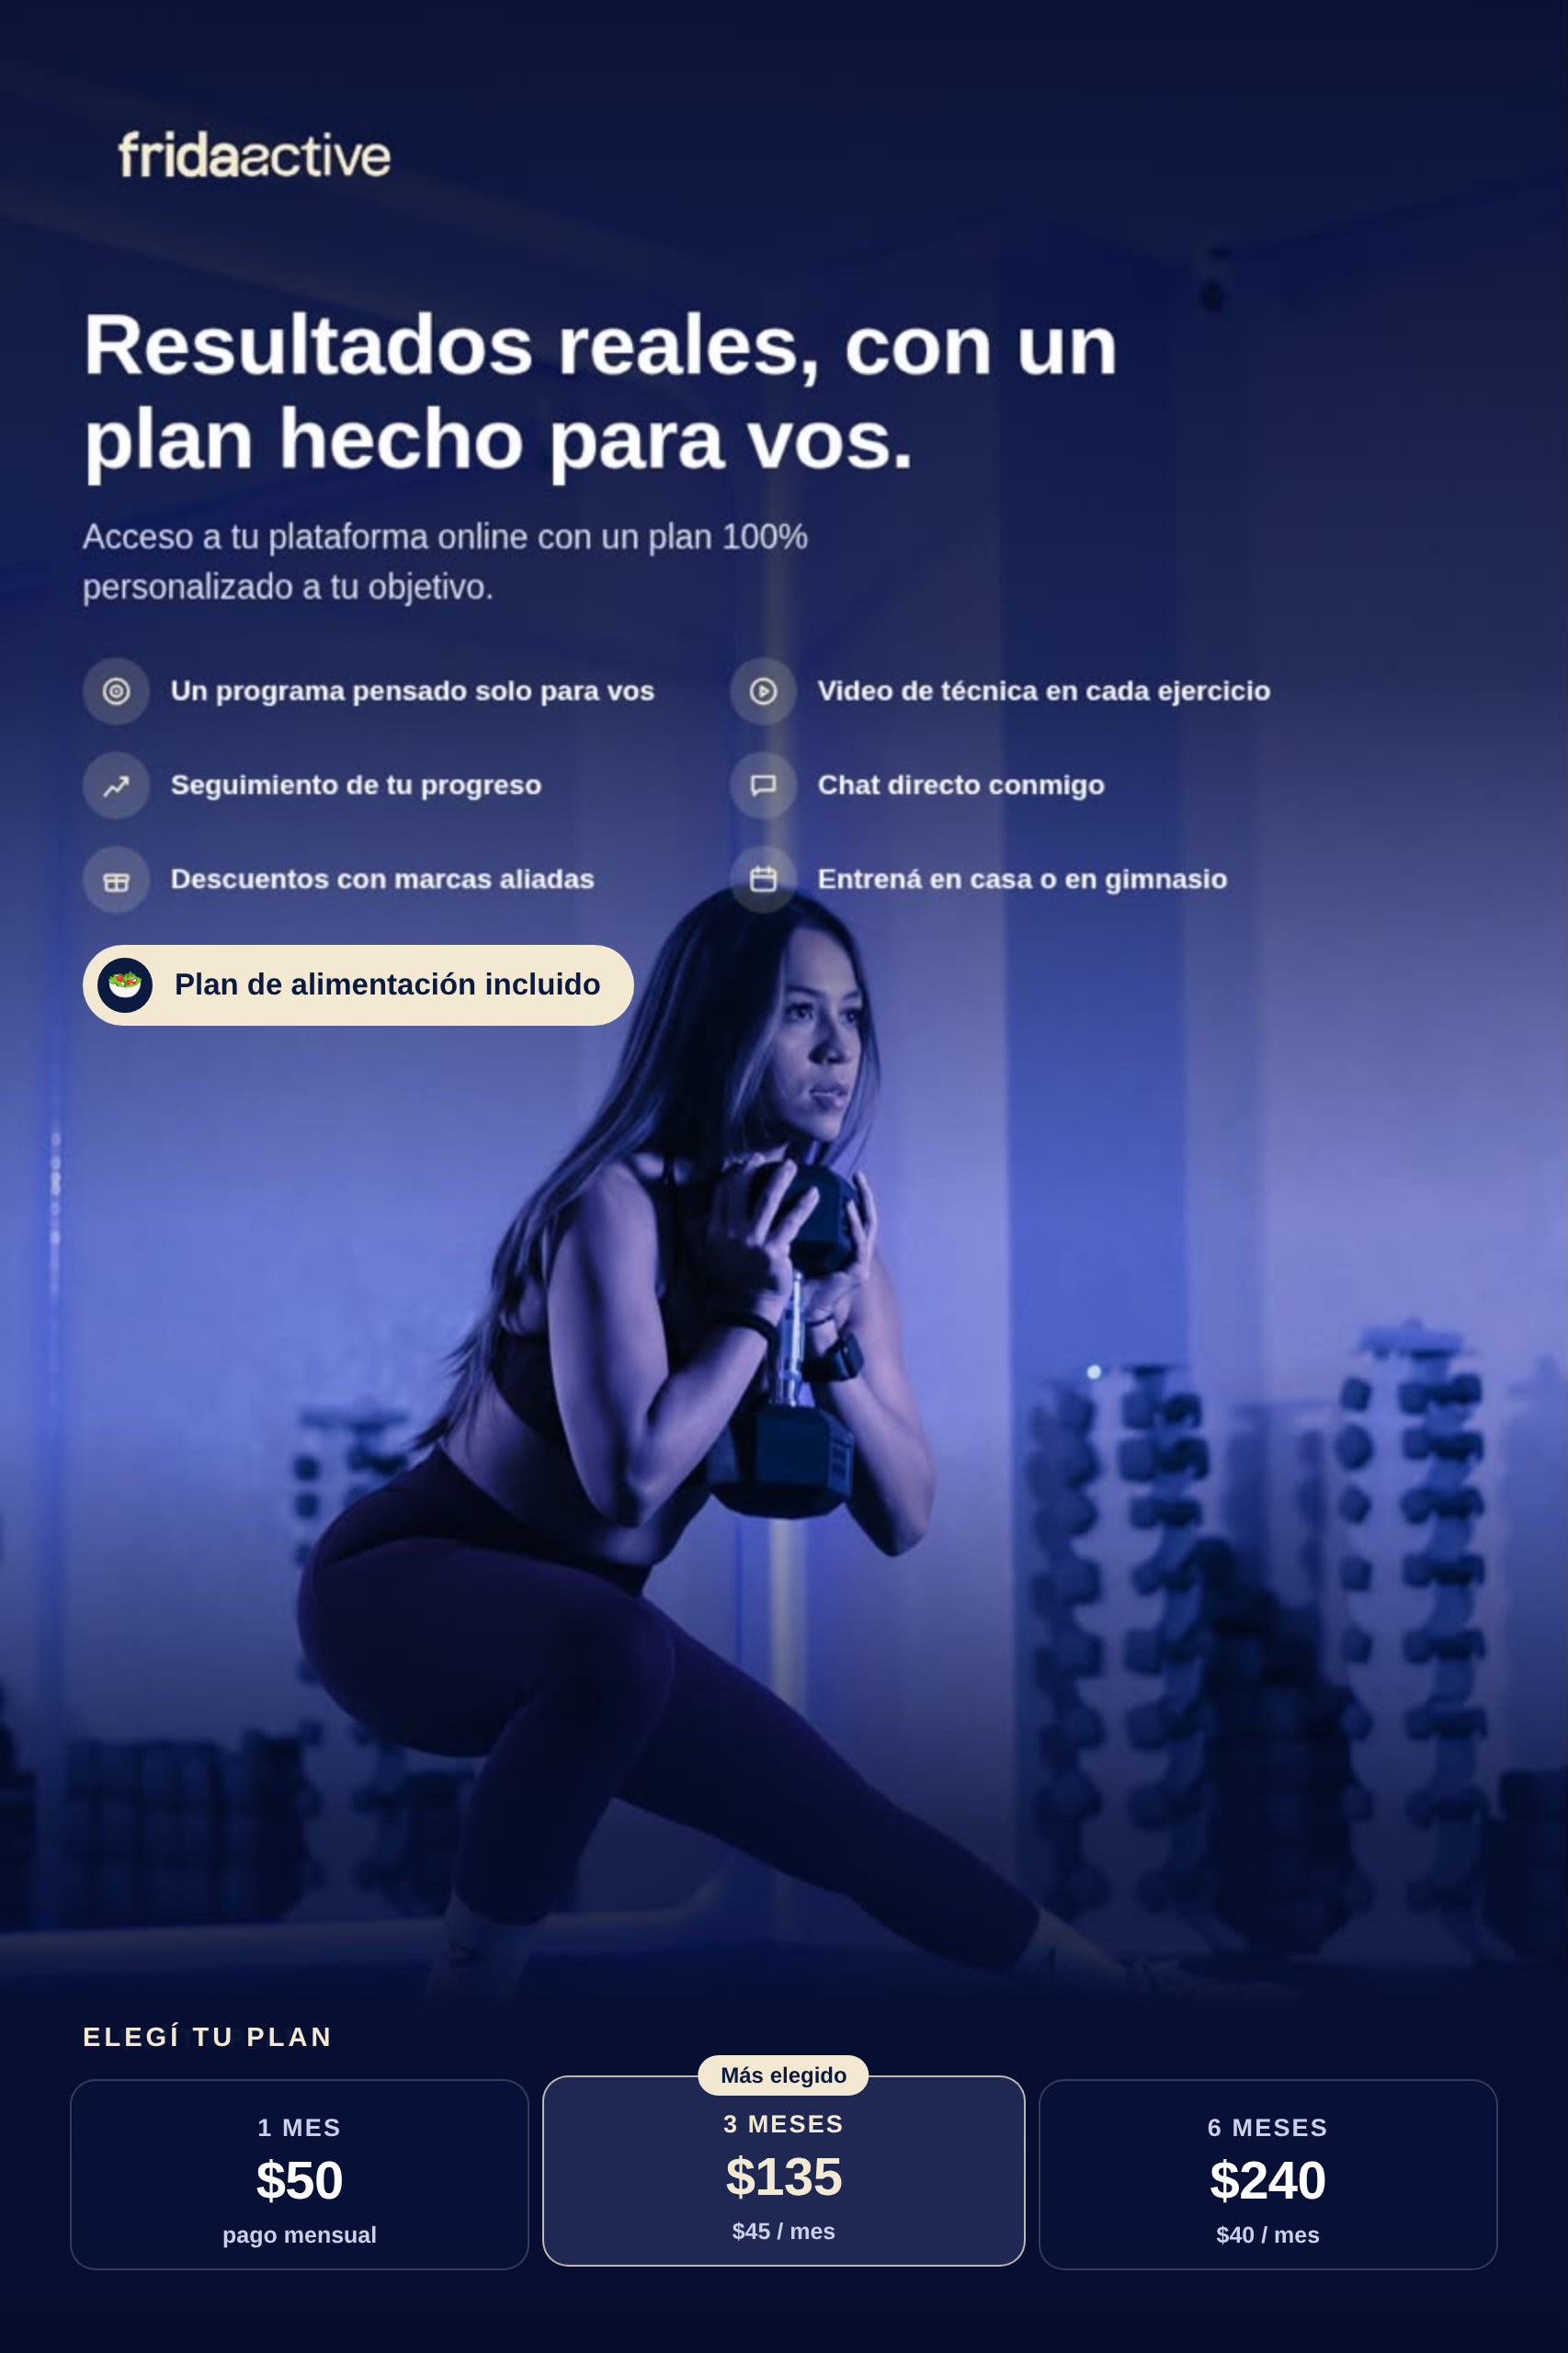 fridaactive
Resultados reales, con un
plan hecho para vos.
Acceso a tu plataforma online con un plan 100%
personalizado a tu objetivo.
Un programa pensado solo para vos
Video de técnica en cada ejercicio
Seguimiento de tu progreso
Chat directo conmigo
Descuentos con marcas aliadas
Entrená en casa o en gimnasio
Plan de alimentación incluido
ELEGÍ TU PLAN
1 MES
$50
pago mensual
Más elegido
3 MESES
$135
$45 / mes
6 MESES
$240
$40 / mes